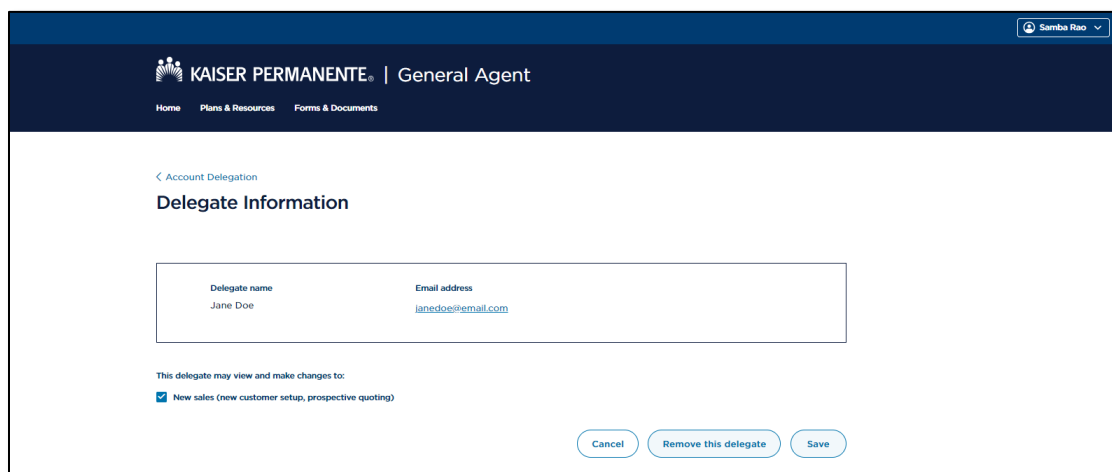 Samba Rao
KAISER PERMANENTE® | General Agent
Home Plans & Resources Forms & Documents
< Account Delegation
Delegate Information
Delegate name Email address
Jane Doe janedoe@email.com
This delegate may view and make changes to:
New sales (new customer setup, prospective quoting)
Cancel Remove this delegate Save